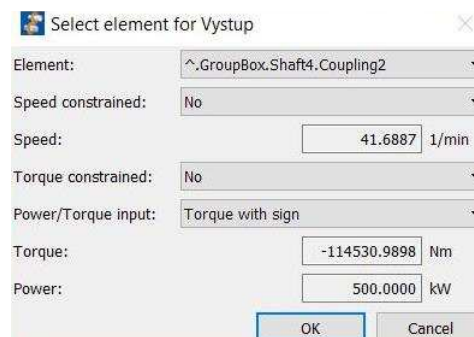 Select element for Vystup
Element: ^.GroupBox.Shaft4.Coupling2
Speed constrained: No
Speed: 41.6887 1/min
Torque constrained: No
Power/Torque input: Torque with sign
Torque: -114530.9898 Nm
Power: 500.0000 kW
OK Cancel